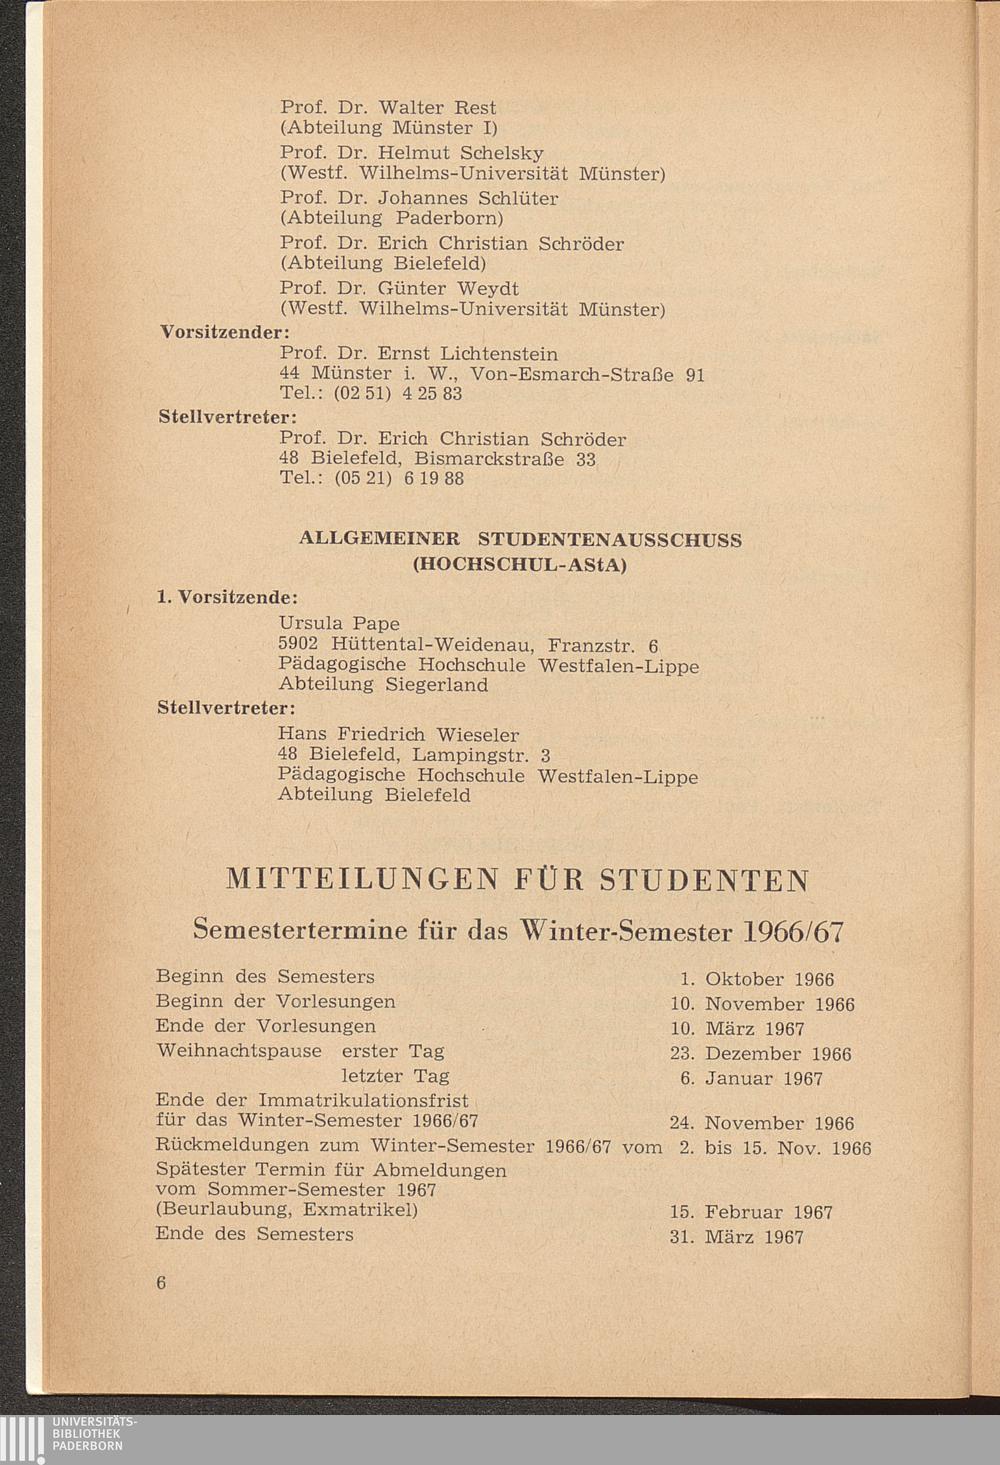 Prof. Dr. Walter Rest
(Abteilung Münster I)
Prof. Dr. Helmut Schelsky
(Westf. Wilhelms-Universität Münster)
Prof. Dr. Johannes Schlüter
(Abteilung Paderborn)
Prof. Dr. Erich Christian Schröder
(Abteilung Bielefeld)
Prof. Dr. Günter Weydt
(Westf. Wilhelms-Universität Münster)
Vorsitzender:
Prof. Dr. Ernst Lichtenstein
44 Münster i. W., Von-Esmarch-Straße 91
Tel.: (02 51) 4 25 83
Stellvertreter:
Prof. Dr. Erich Christian Schröder
48 Bielefeld, Bismarckstraße 33
Tel.: (05 21) 6 19 88
ALLGEMEINER STUDENTENAUSSCHUSS
(HOCHSCHUL-AStA)
1. Vorsitzende:
Ursula Pape
5902 Hüttental-Weidenau, Franzstr. 6
Pädagogische Hochschule Westfalen-Lippe
Abteilung Siegerland
Stellvertreter:
Hans Friedrich Wieseler
48 Bielefeld, Lampingstr. 3
Pädagogische Hochschule Westfalen-Lippe
Abteilung Bielefeld
MITTEILUNGEN FÜR STUDENTEN
Semestertermine für das Winter-Semester 1966/67
Beginn des Semesters 1. Oktober 1966
Beginn der Vorlesungen 10. November 1966
Ende der Vorlesungen 10. März 1967
Weihnachtspause erster Tag 23. Dezember 1966
letzter Tag 6. Januar 1967
Ende der Immatrikulationsfrist
für das Winter-Semester 1966/67 24. November 1966
Rückmeldungen zum Winter-Semester 1966/67 vom 2. bis 15. Nov. 1966
Spätester Termin für Abmeldungen
vom Sommer-Semester 1967
(Beurlaubung, Exmatrikel) 15. Februar 1967
Ende des Semesters 31. März 1967
6
UNIVERSITÄTS-
BIBLIOTHEK
PADERBORN